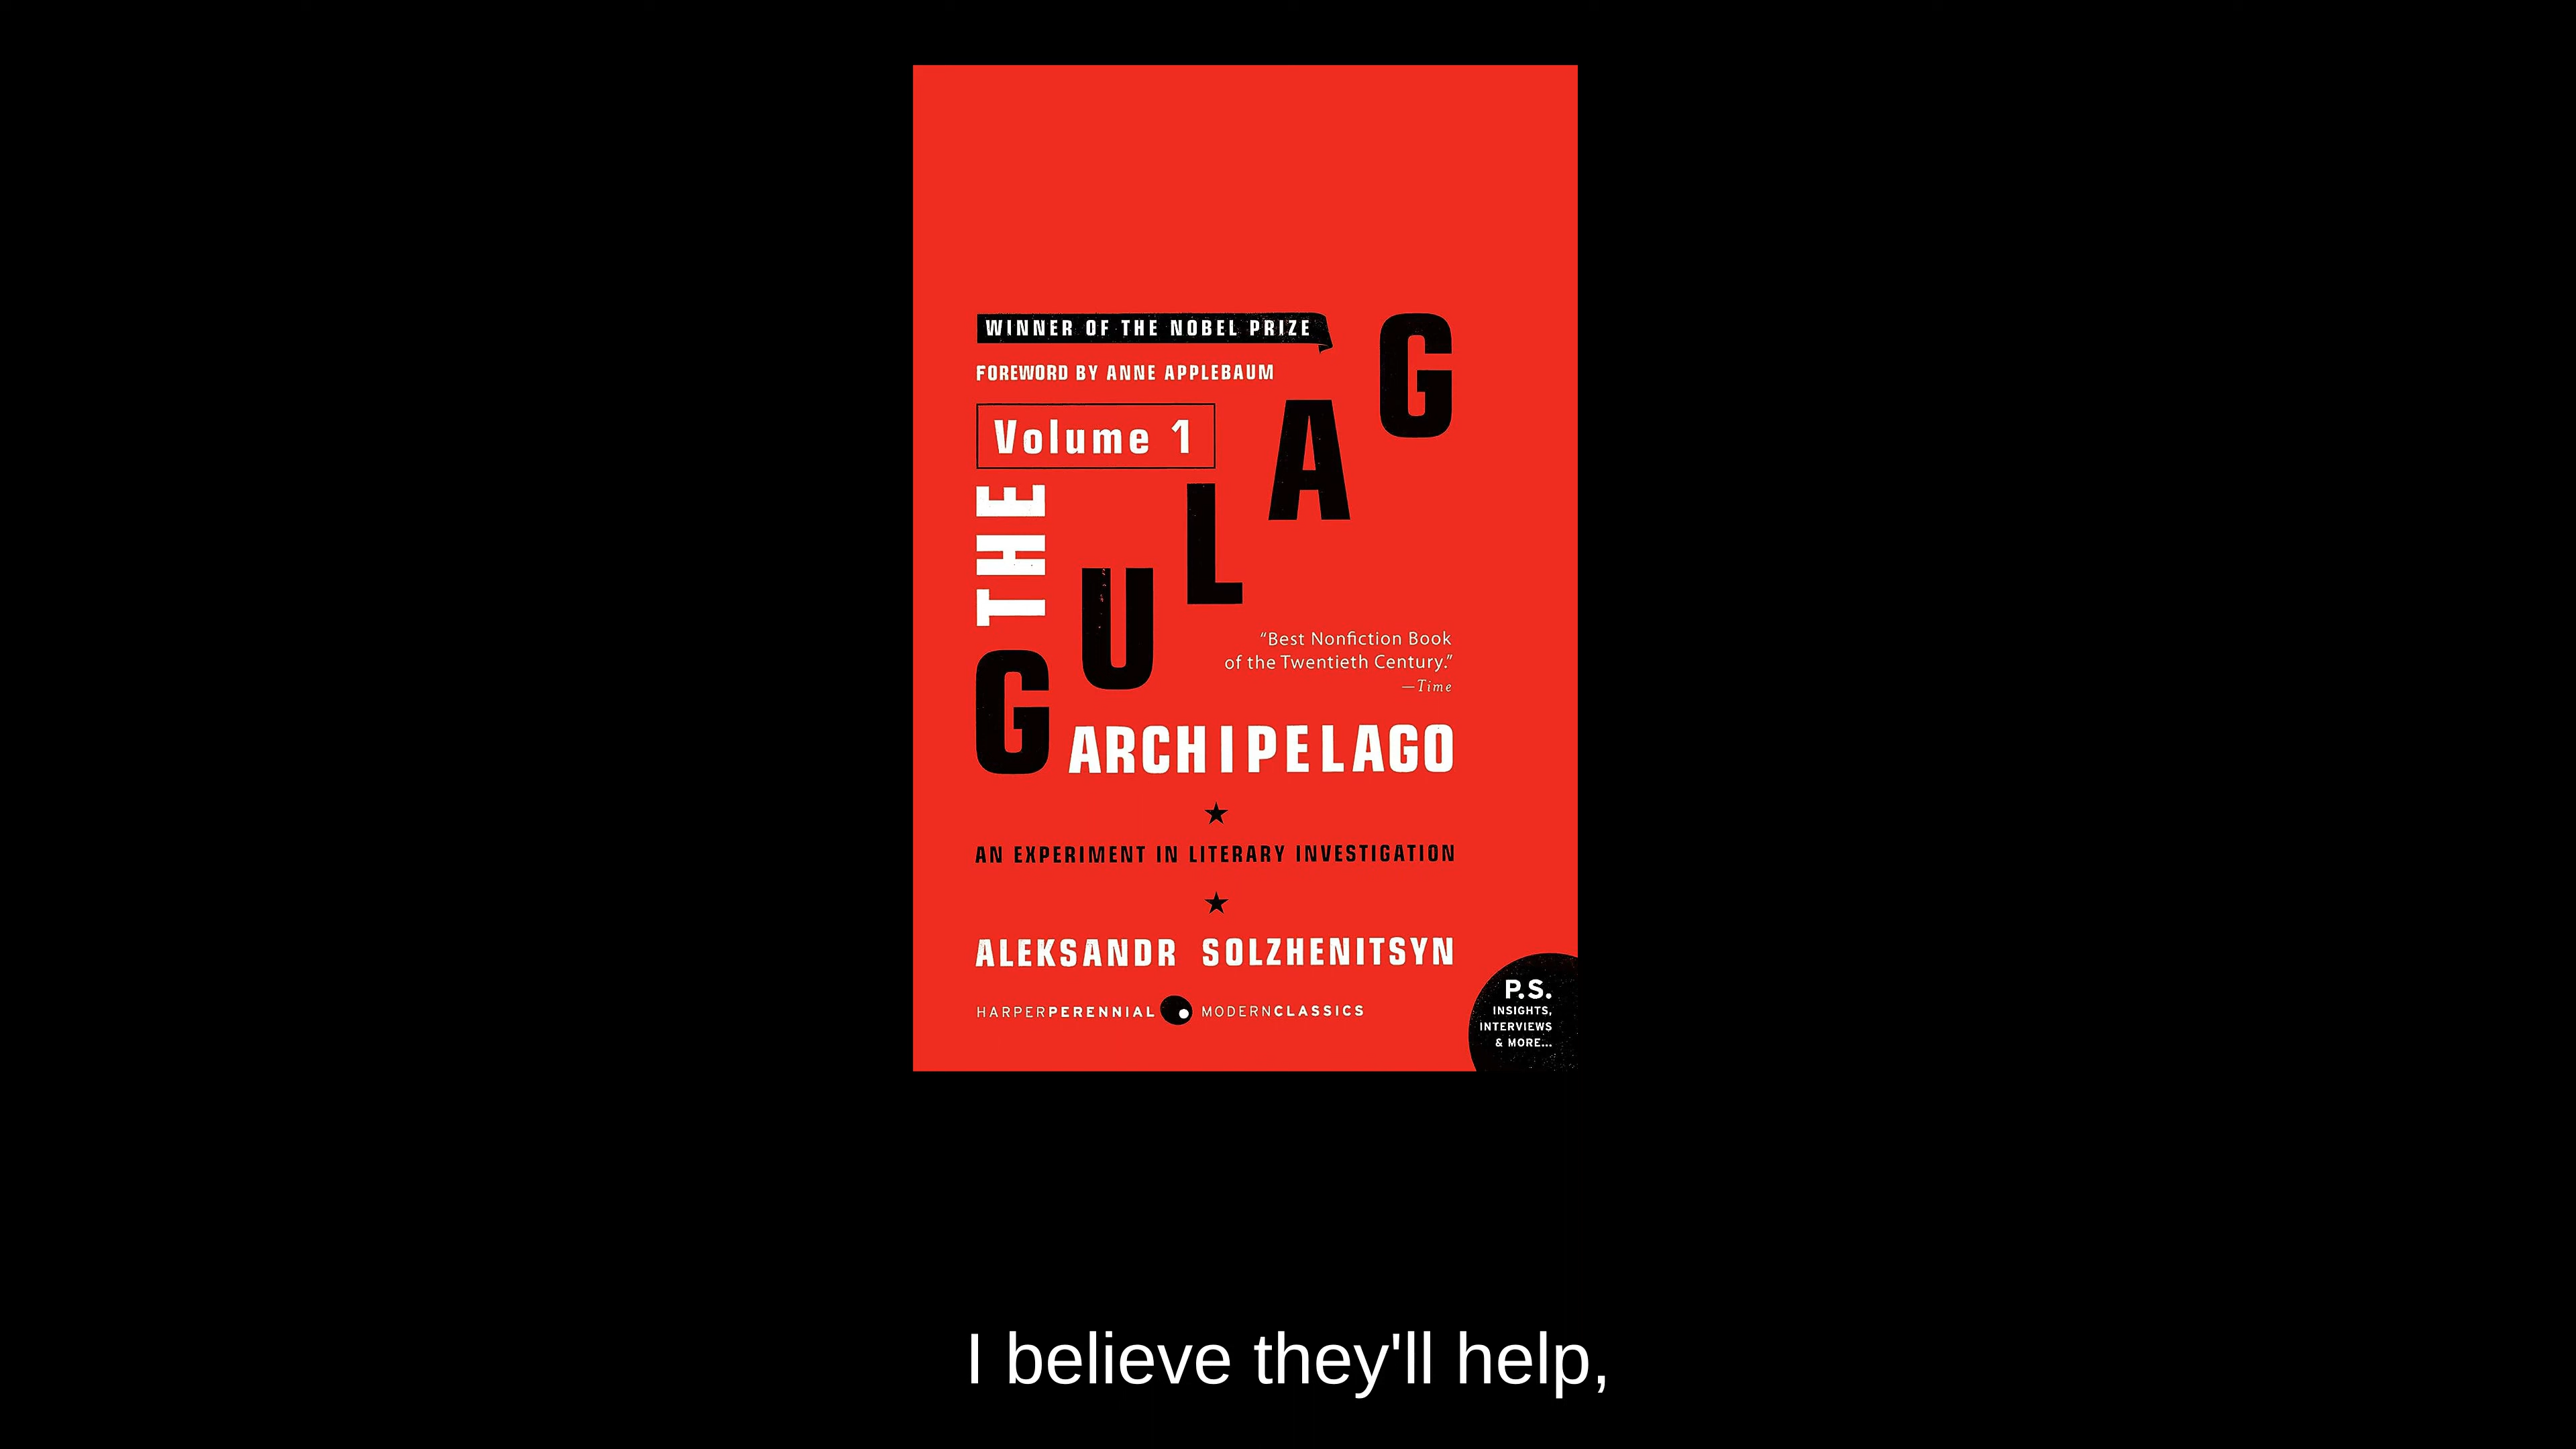 WINNER OF THE NOBEL PRIZE
FOREWORD BY ANNE APPLEBAUM
Volume 1
THE
GULAG
"Best Nonfiction Book
of the Twentieth Century."
—Time
ARCHIPELAGO
AN EXPERIMENT IN LITERARY INVESTIGATION
ALEKSANDR SOLZHENITSYN
HARPERPERENNIAL MODERNCLASSICS
P.S.
INSIGHTS,
INTERVIEWS
& MORE...
I believe they'll help,